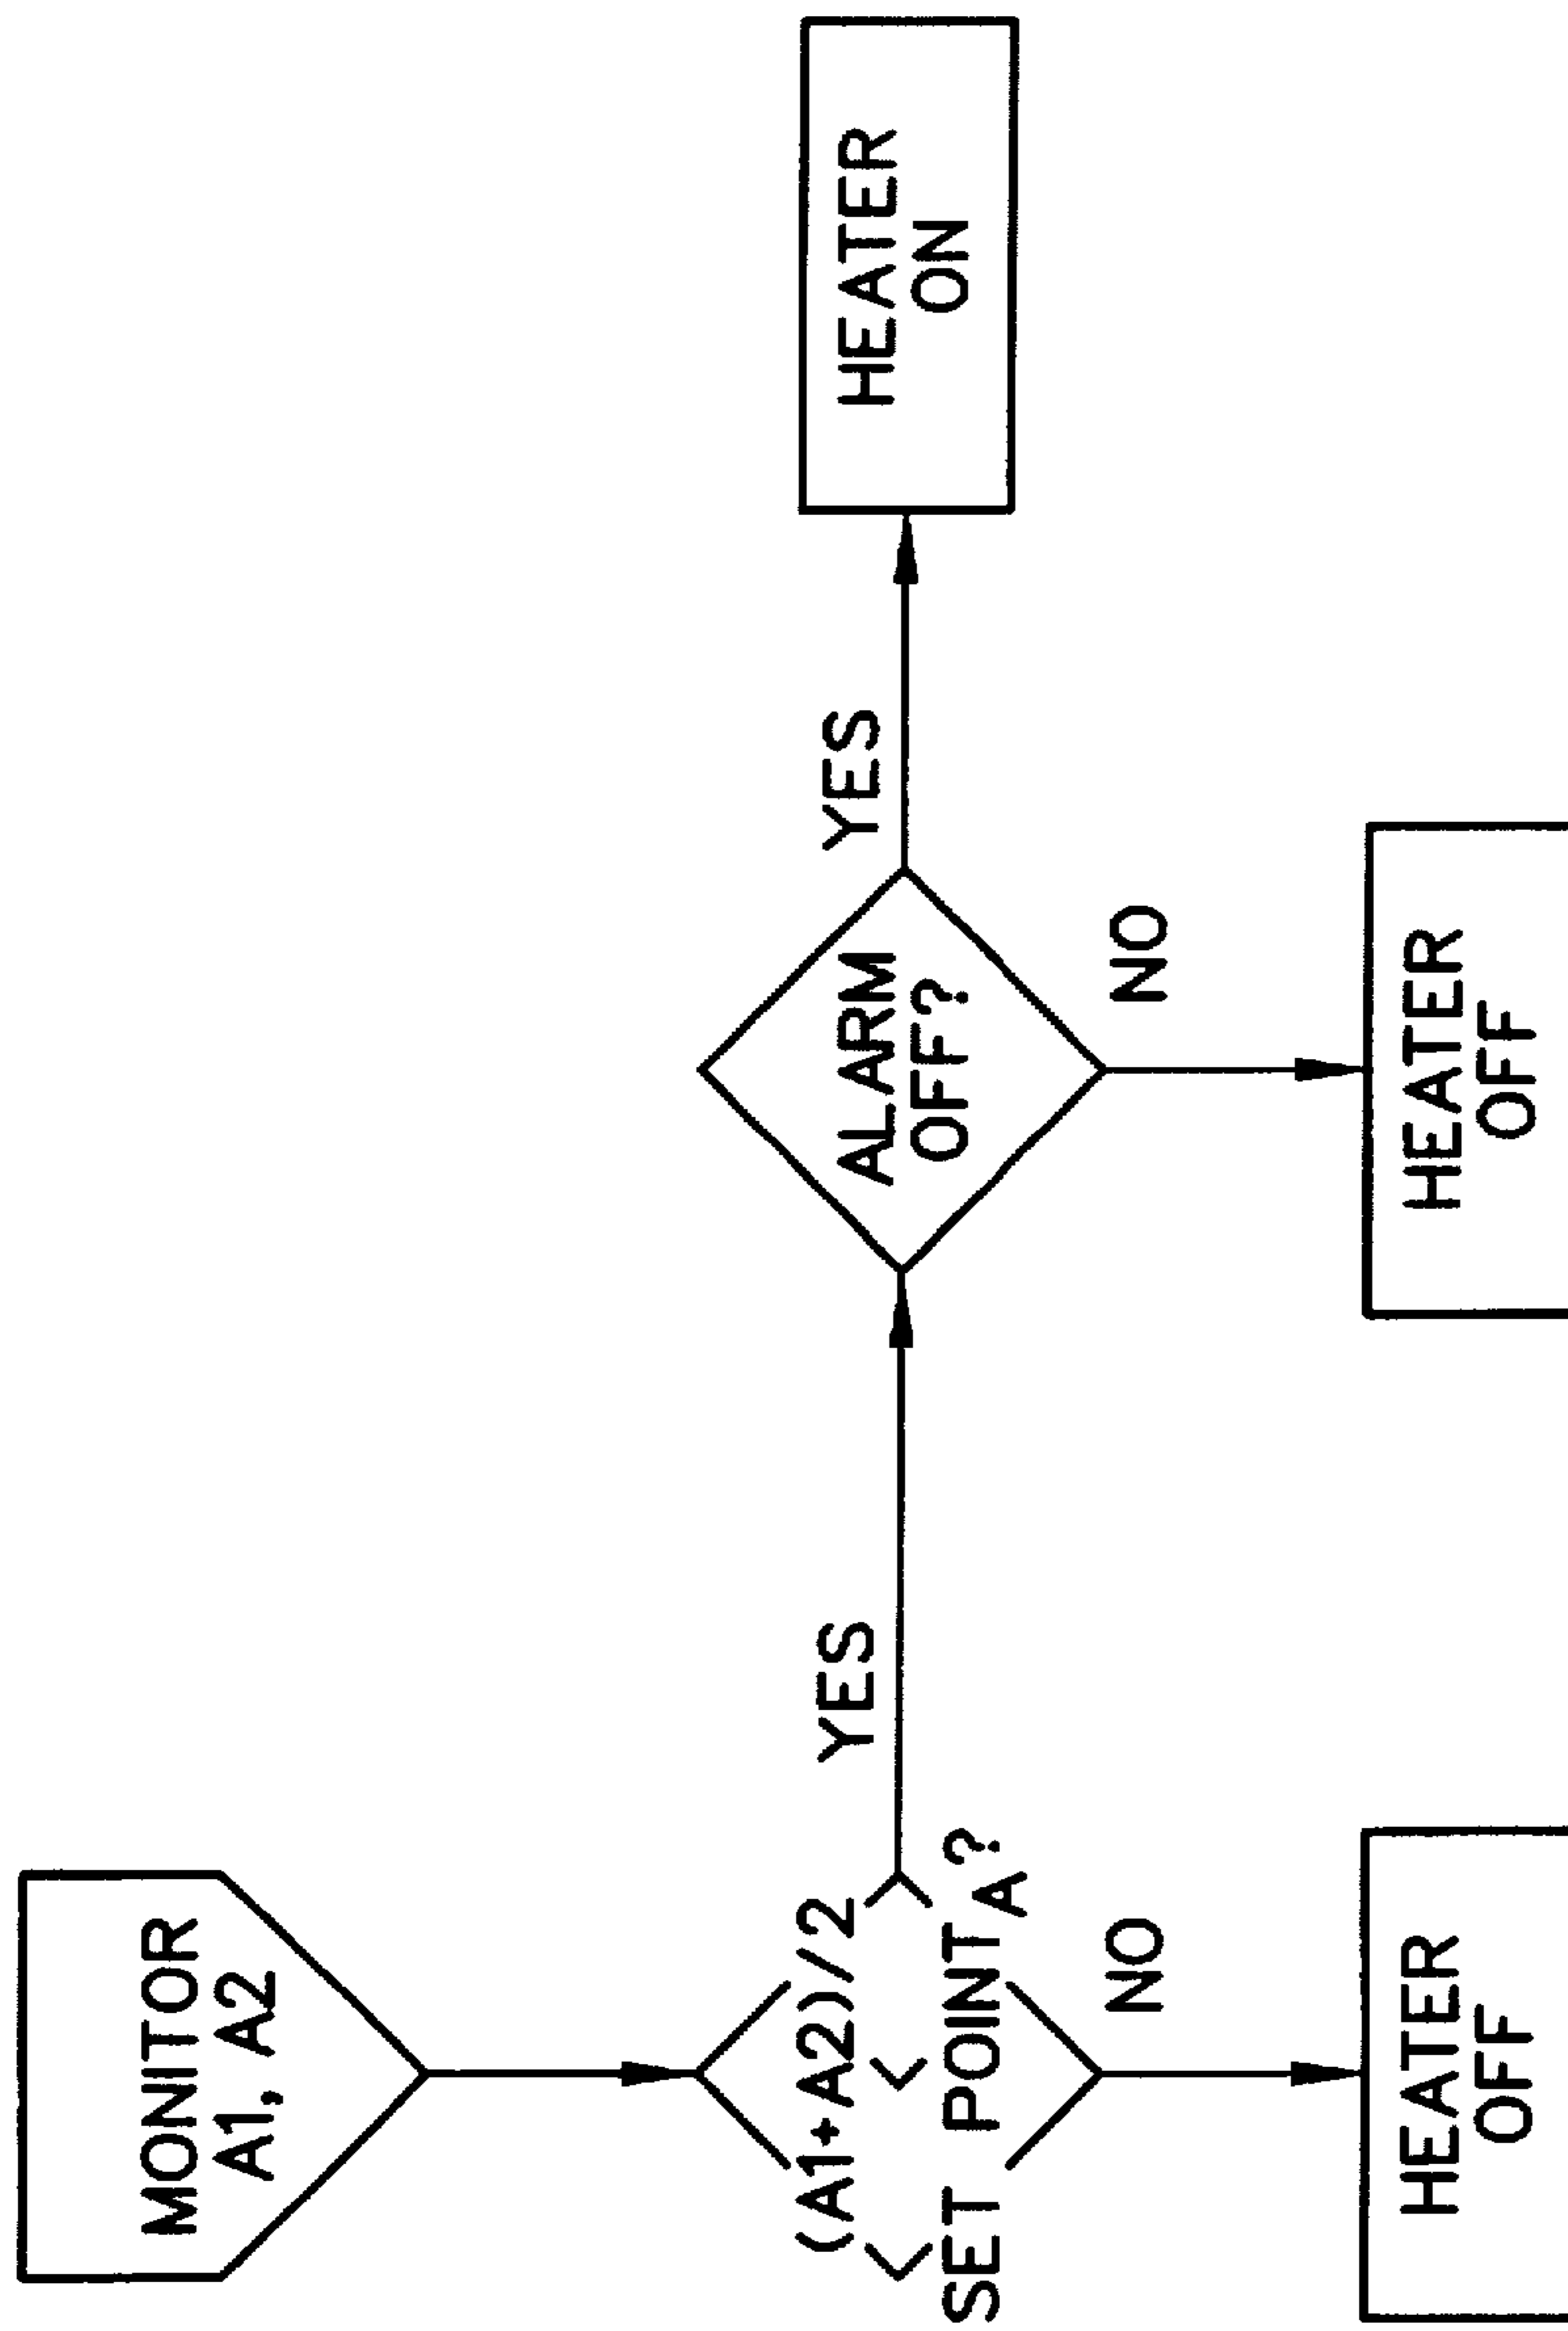 MONITOR
A1, A2
(A1+A2)/2
<
SET POINT A?
YES
ALARM
OFF?
YES
HEATER
ON
NO
HEATER
OFF
NO
HEATER
OFF